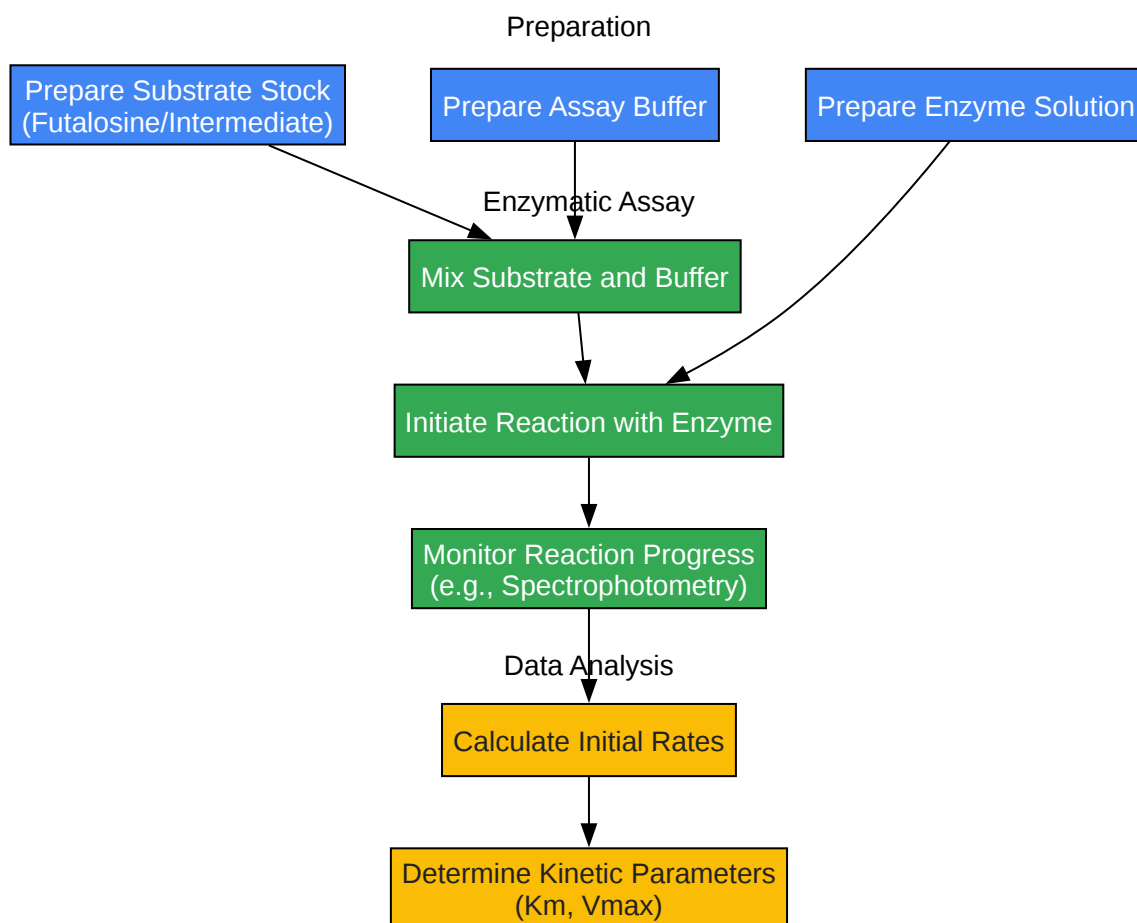 Preparation
Prepare Substrate Stock
(Futalosine/Intermediate)
Prepare Assay Buffer
Prepare Enzyme Solution
Enzymatic Assay
Mix Substrate and Buffer
Initiate Reaction with Enzyme
Monitor Reaction Progress
(e.g., Spectrophotometry)
Data Analysis
Calculate Initial Rates
Determine Kinetic Parameters
(Km, Vmax)